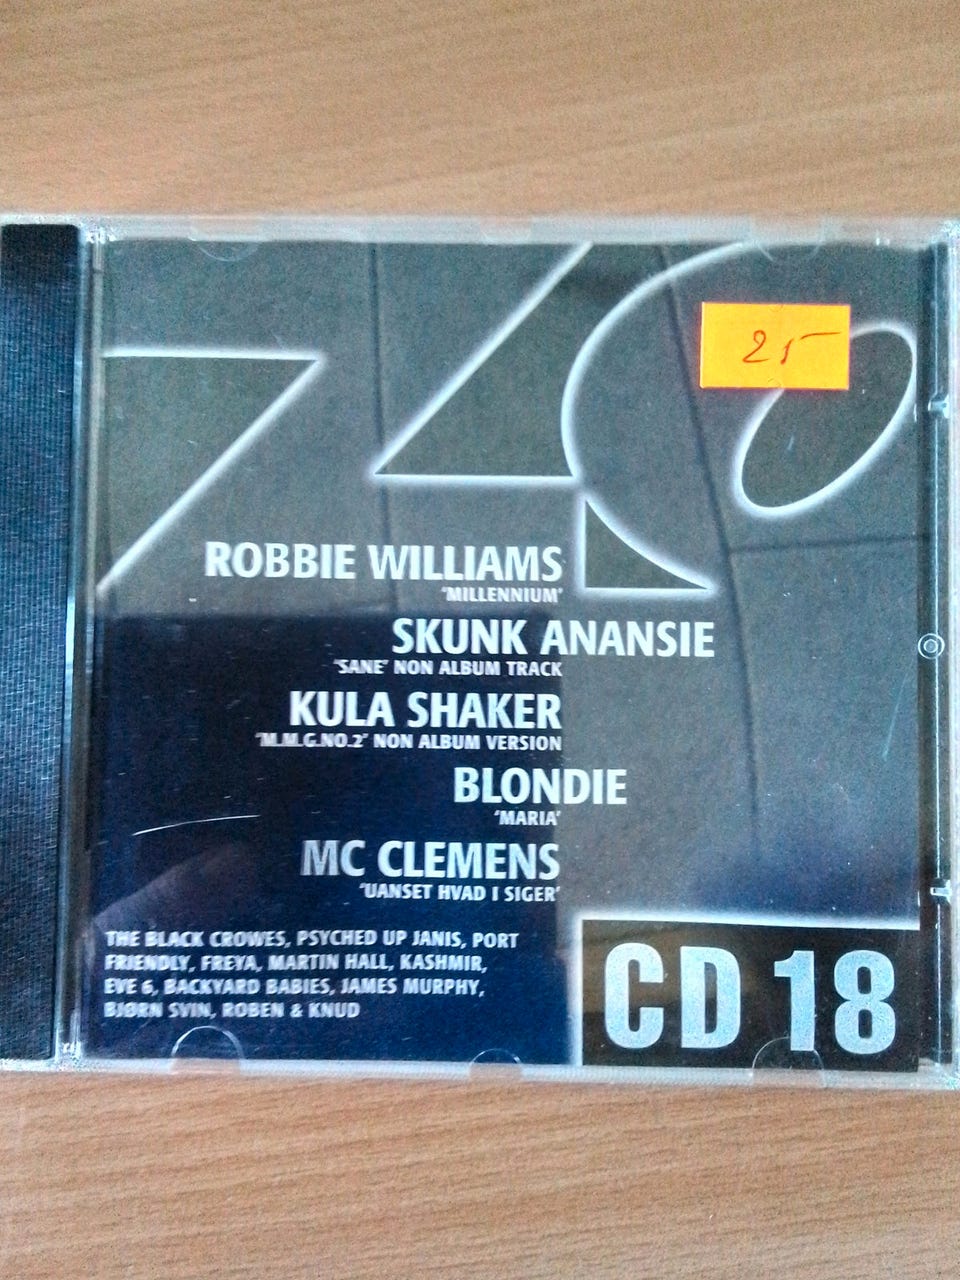 25
ROBBIE WILLIAMS
'MILLENNIUM'
SKUNK ANANSIE
'SANE' NON ALBUM TRACK
KULA SHAKER
'M.M.G.NO.2' NON ALBUM VERSION
BLONDIE
'MARIA'
MC CLEMENS
'UANSET HVAD I SIGER'
THE BLACK CROWES, PSYCHED UP JANIS, PORT
FRIENDLY, FREYA, MARTIN HALL, KASHMIR,
EVE 6, BACKYARD BABIES, JAMES MURPHY,
BJØRN SVIN, ROBEN & KNUD
CD 18